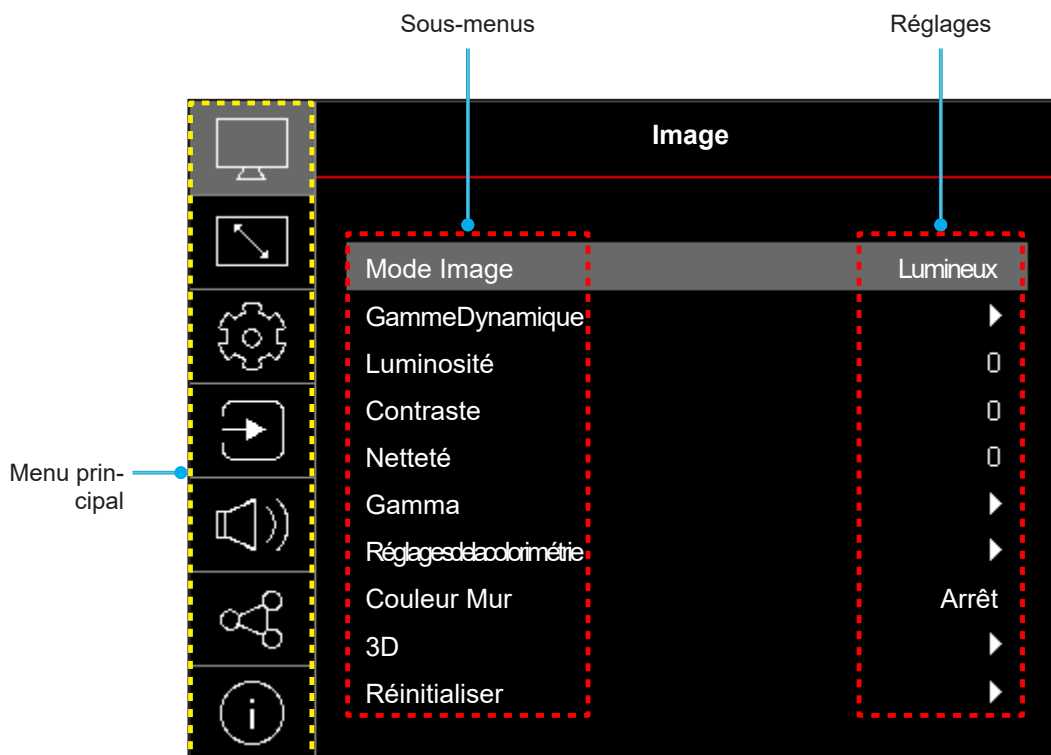 Sous-menus
Réglages
Image
Mode Image
Lumineux
GammeDynamique
Luminosité
0
Contraste
0
Netteté
0
Gamma
Réglagesdelacolorimétrie
Couleur Mur
Arrêt
3D
Réinitialiser
Menu prin-
cipal
i